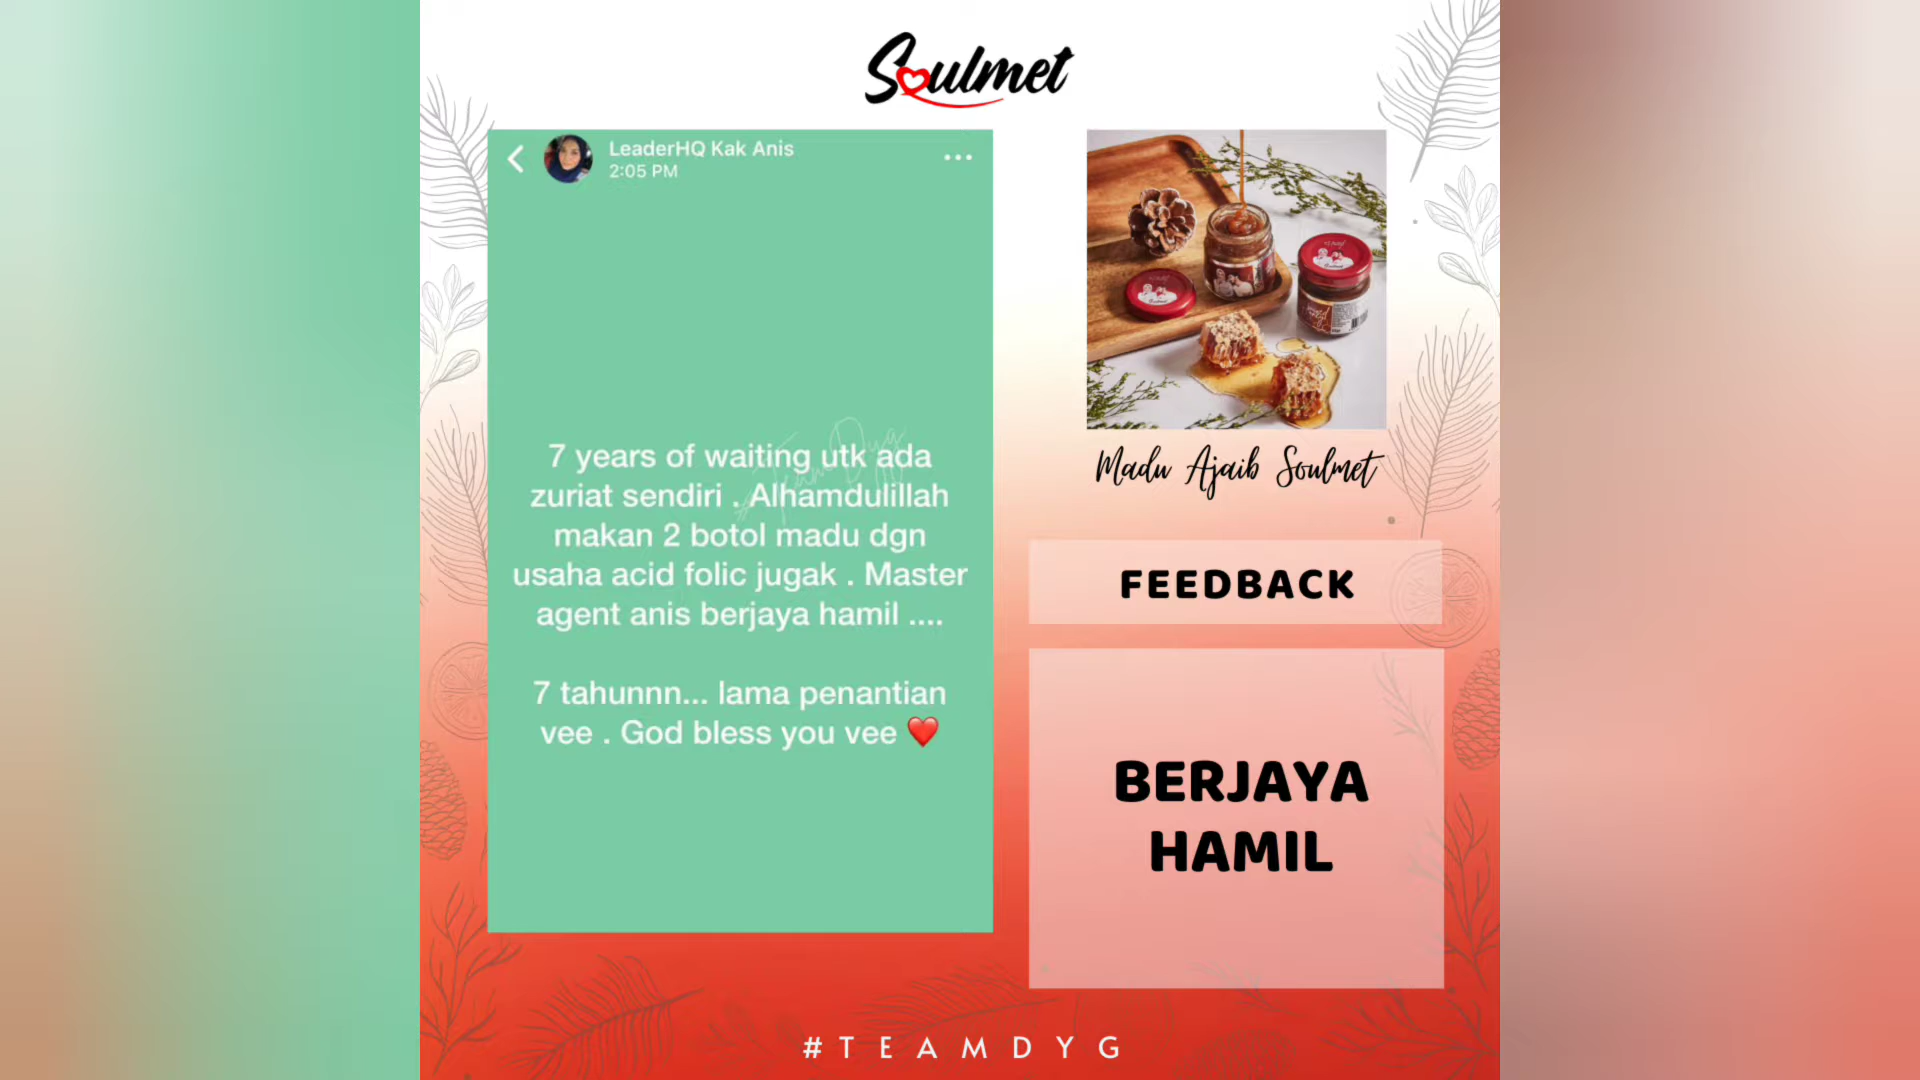 Soulmet
LeaderHQ Kak Anis
2:05 PM
7 years of waiting utk ada
zuriat sendiri . Alhamdulillah
makan 2 botol madu dgn
usaha acid folic jugak . Master
agent anis berjaya hamil ....
7 tahunnn... lama penantian
vee . God bless you vee ❤️
#Team Dyg
Madu Ajaib Soulmet
FEEDBACK
BERJAYA
HAMIL
#TEAMDYG